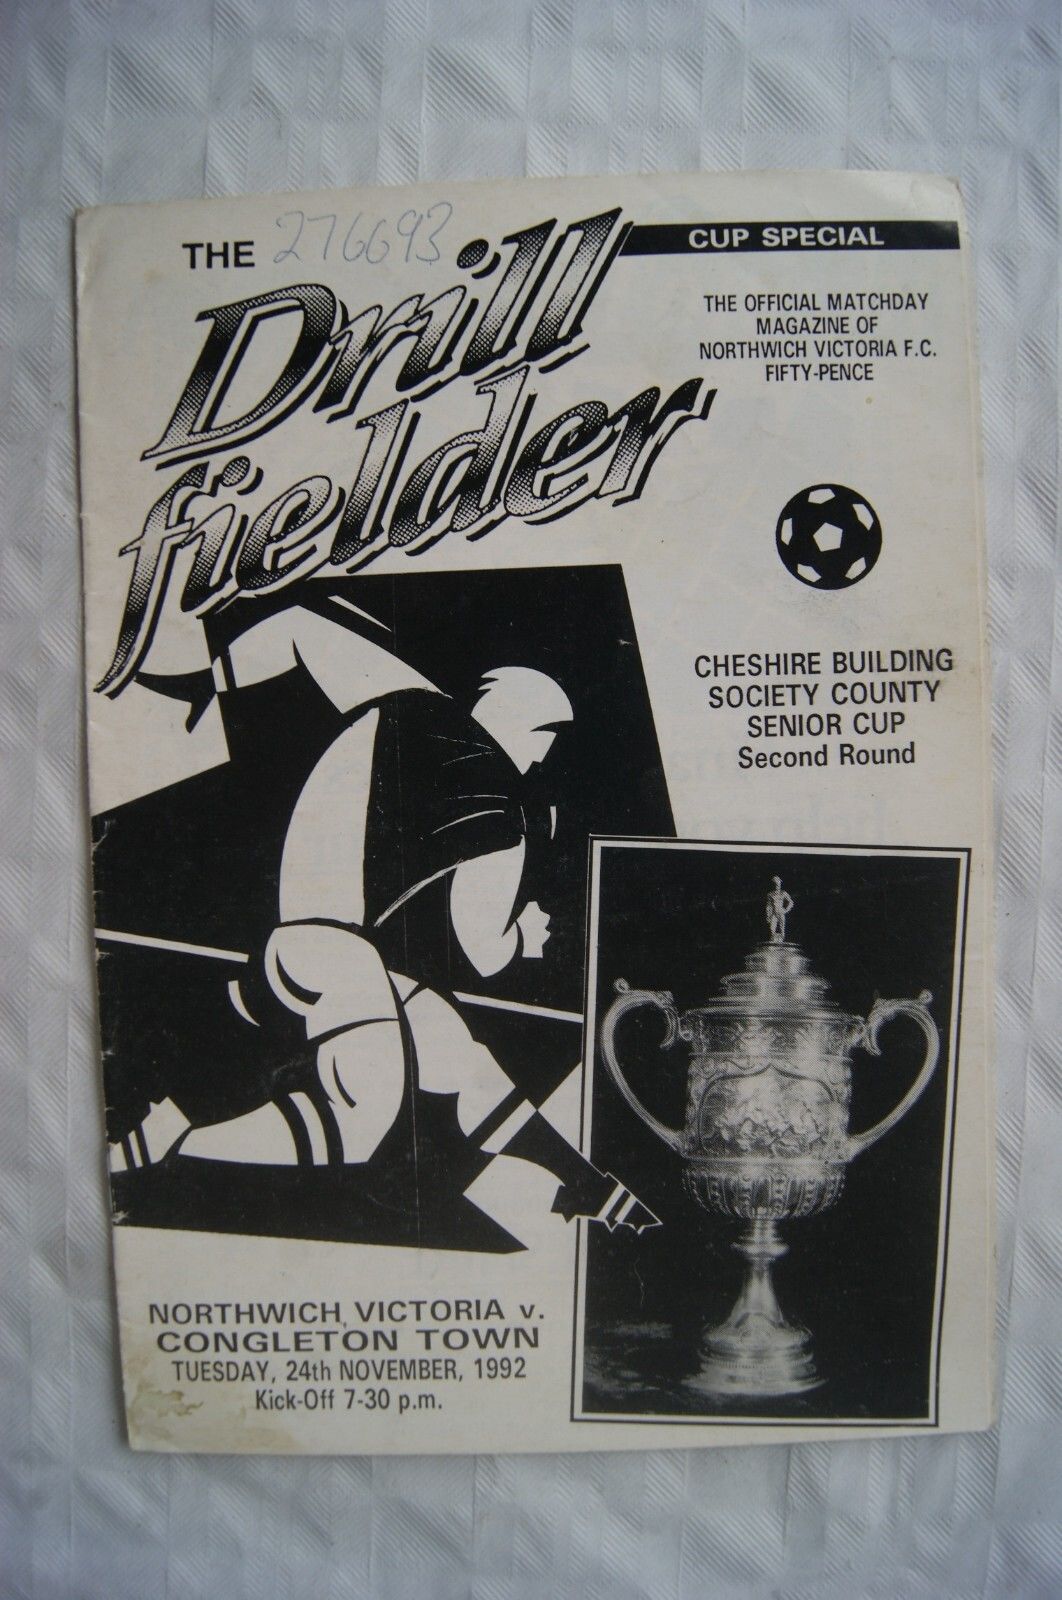 THE 276693
Drill
fielder
CUP SPECIAL
THE OFFICIAL MATCHDAY
MAGAZINE OF
NORTHWICH VICTORIA F.C.
FIFTY-PENCE
CHESHIRE BUILDING
SOCIETY COUNTY
SENIOR CUP
Second Round
NORTHWICH VICTORIA v.
CONGLETON TOWN
TUESDAY, 24th NOVEMBER, 1992
Kick-Off 7-30 p.m.